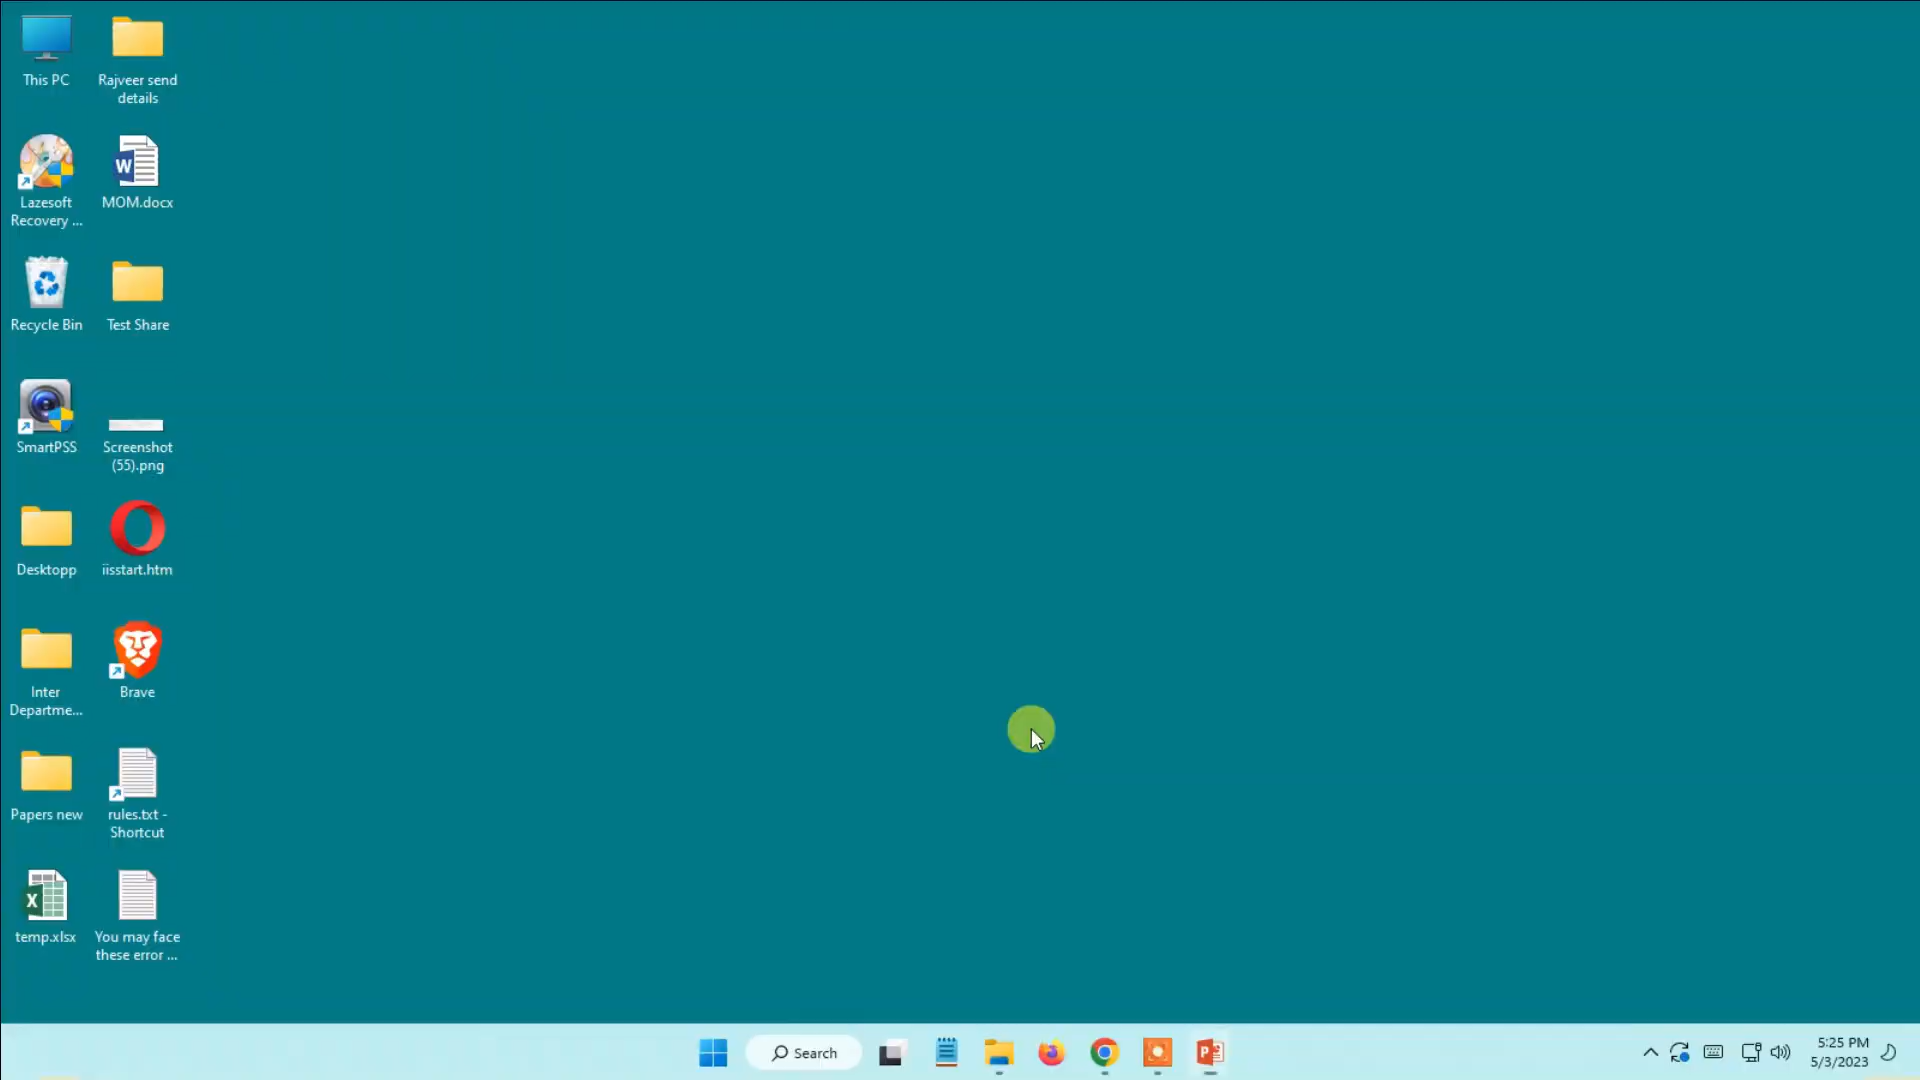 This PC
Rajveer send
details
Lazesoft
Recovery ...
MOM.docx
Recycle Bin
Test Share
SmartPSS
Screenshot
(55).png
Desktopp
iisstart.htm
Inter
Departme...
Brave
Papers new
rules.txt -
Shortcut
temp.xlsx
You may face
these error ...
Search
5:25 PM
5/3/2023